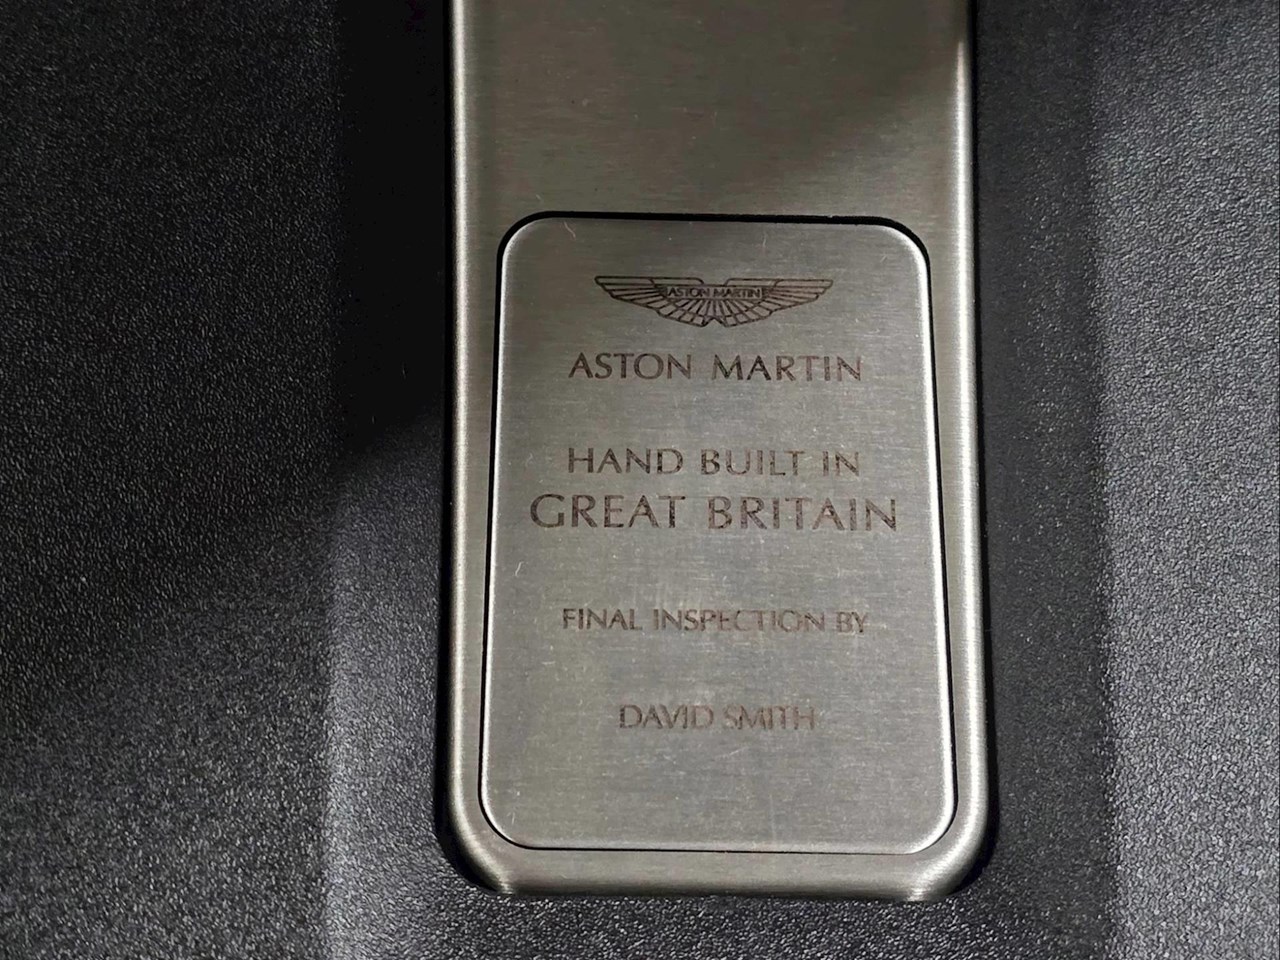 ASTON MARTIN
ASTON MARTIN
HAND BUILT IN
GREAT BRITAIN
FINAL INSPECTION BY
DAVID SMITH